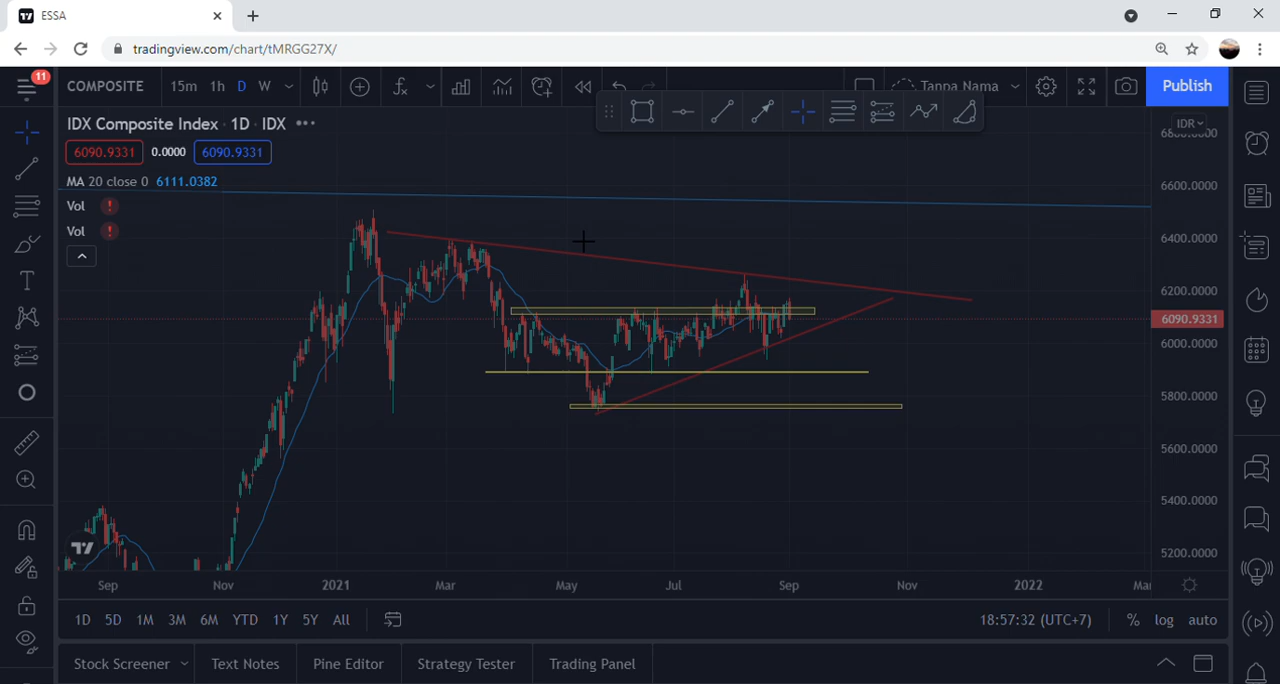 ESSA
tradingview.com/chart/tMRGG27X/
11
COMPOSITE 15m 1h D W Tanpa Nama Publish
IDX Composite Index · 1D · IDX
IDR
6090.9331 0.0000 6090.9331
MA 20 close 0 6111.0382
Vol !
Vol !
6800.0000
6600.0000
6400.0000
6200.0000
6090.9331
6000.0000
5800.0000
5600.0000
5400.0000
5200.0000
Sep Nov 2021 Mar May Jul Sep Nov 2022 Mar
1D 5D 1M 3M 6M YTD 1Y 5Y All 18:57:32 (UTC+7) % log auto
Stock Screener Text Notes Pine Editor Strategy Tester Trading Panel